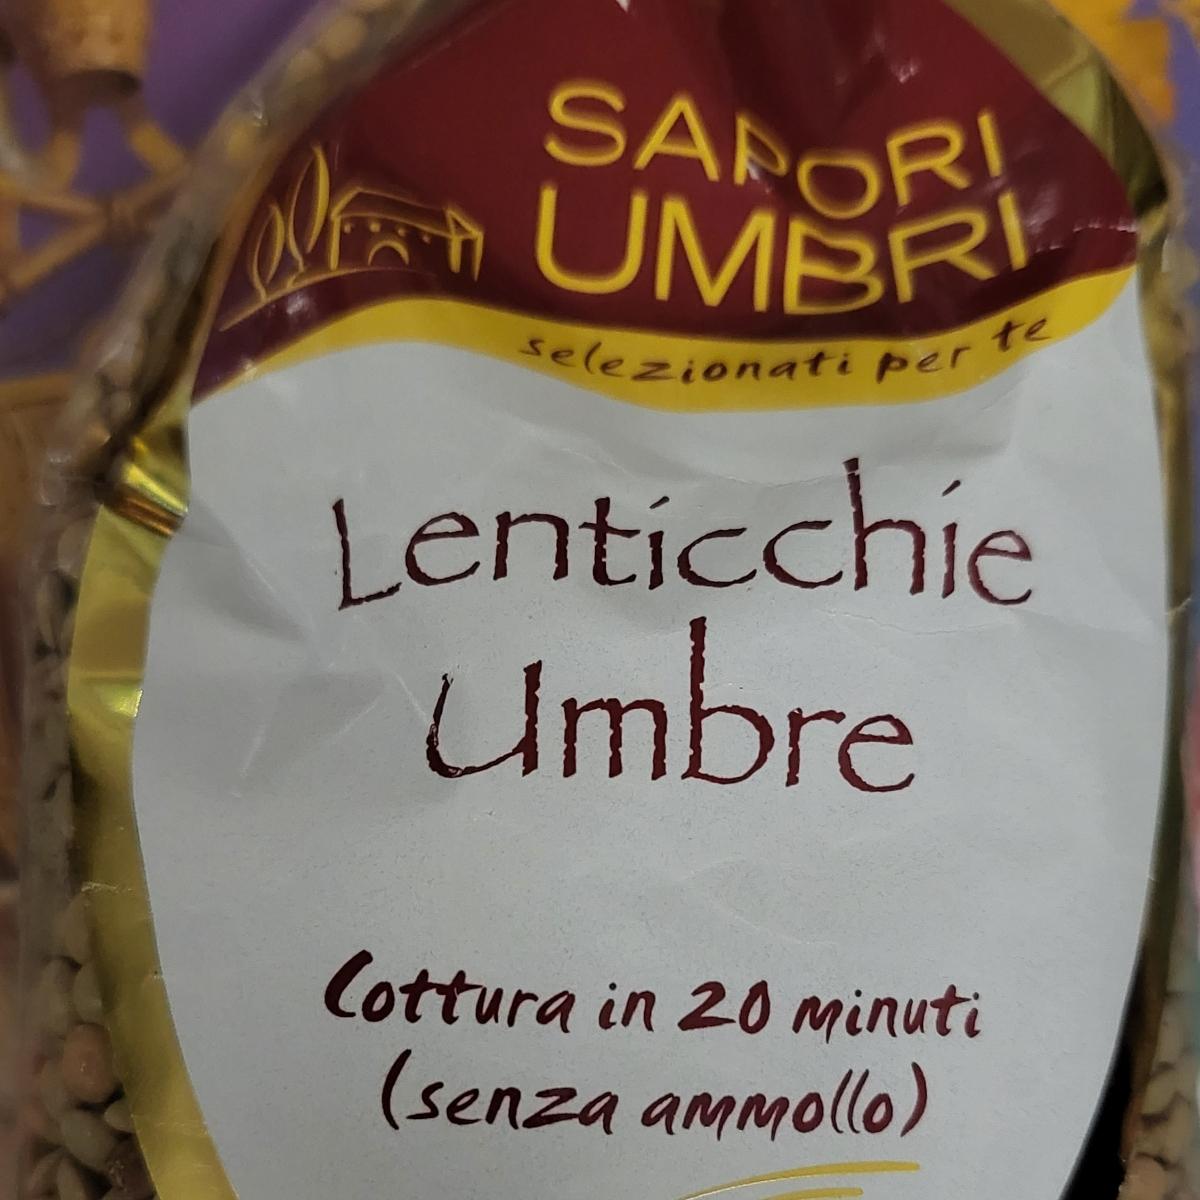 SAPORI
UMBRI
selezionati per te
Lenticchie
Umbre
Cottura in 20 minuti
(senza ammollo)